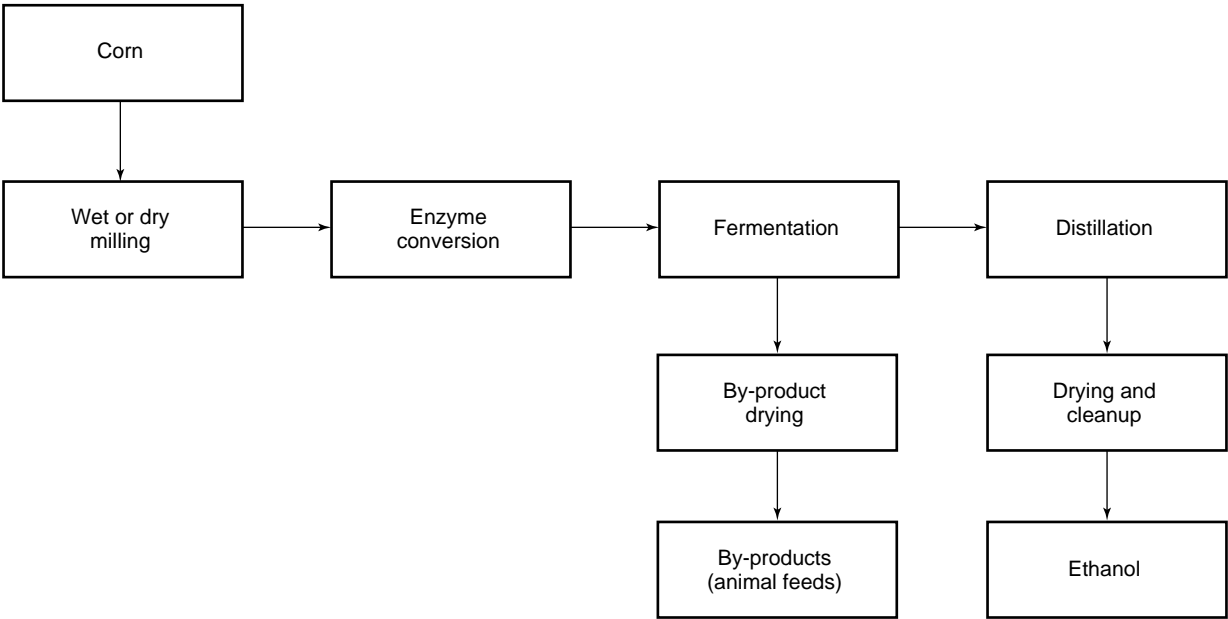 Corn
Wet or dry
milling
Enzyme
conversion
Fermentation
Distillation
By-product
drying
Drying and
cleanup
By-products
(animal feeds)
Ethanol